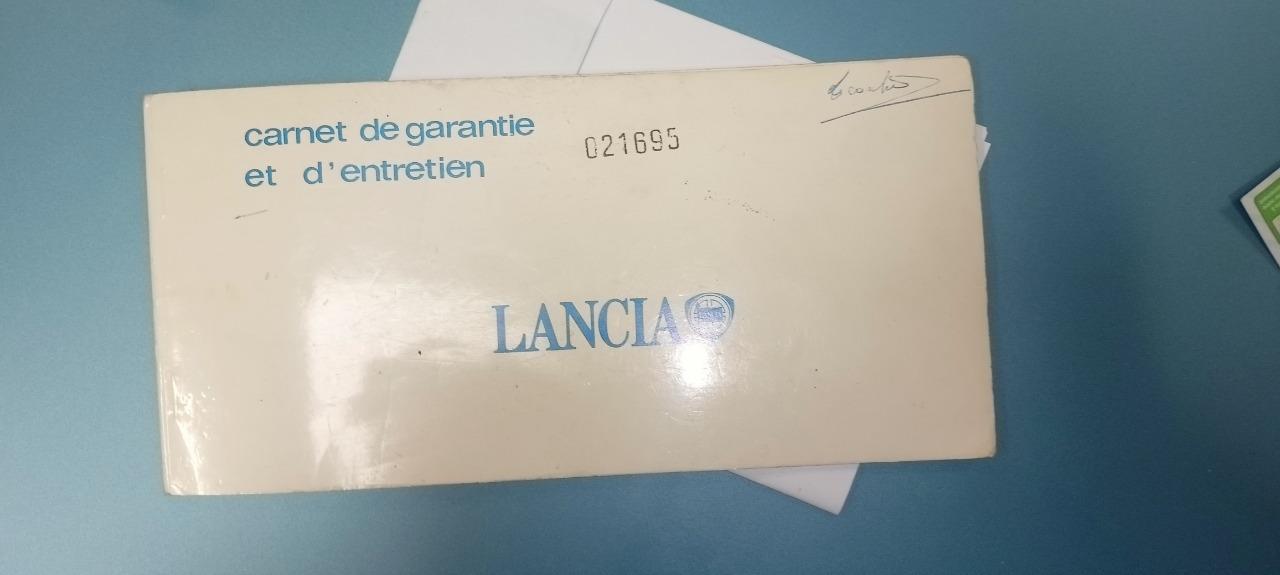 carnet de garantie
et d'entretien
021695
LANCIA